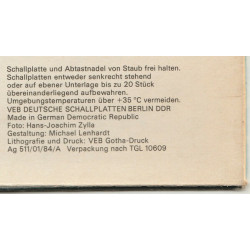 Schallplatte und Abtastnadel von Staub frei halten.
Schallplatten entweder senkrecht stehend
oder auf ebener Unterlage bis zu 20 Stück
übereinanderliegend aufbewahren.
Umgebungstemperaturen über +35 °C vermeiden.
VEB DEUTSCHE SCHALLPLATTEN BERLIN DDR
Made in German Democratic Republic
Foto: Hans-Joachim Zylla
Gestaltung: Michael Lenhardt
Lithografie und Druck: VEB Gotha-Druck
Ag 511/01/84/A Verpackung nach TGL 10609